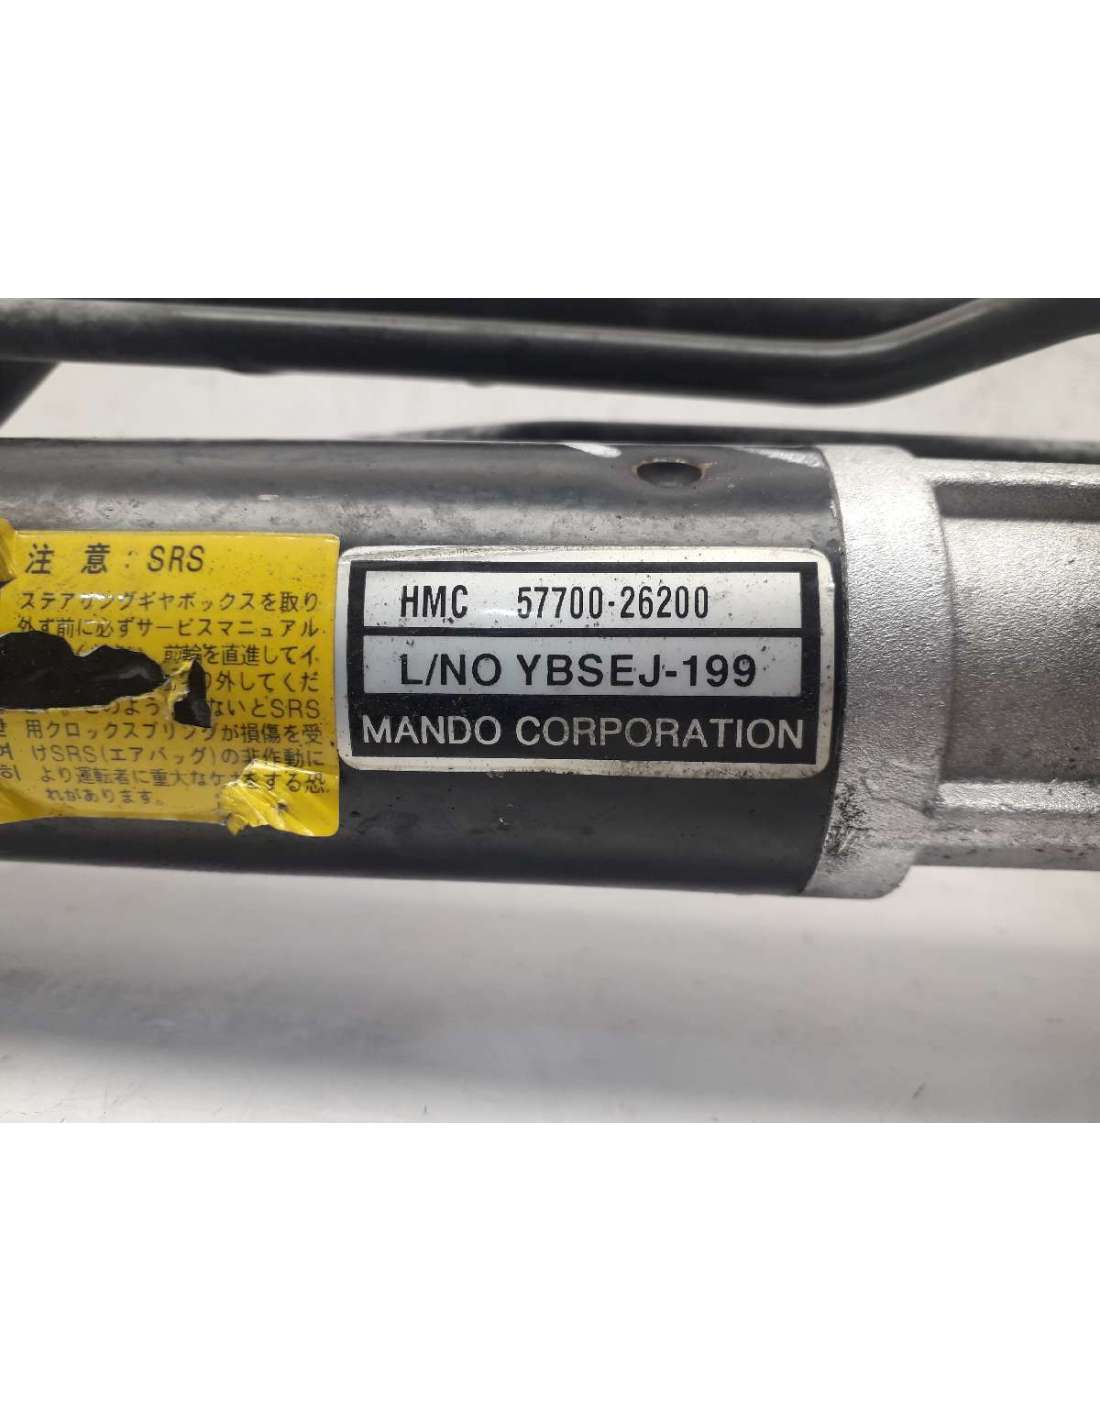 注 意 : SRS
ステアリングギヤボックスを取り
外す前に必ずサービスマニュアル
前輪を直進してイ
り外してくだ
ないとSRS
用クロックスプリングが損傷を受
けSRS(エアバッグ)の非作動に
より運転者に重大なケガをする恐
れがあります。
HMC 57700-26200
L/NO YBSEJ-199
MANDO CORPORATION